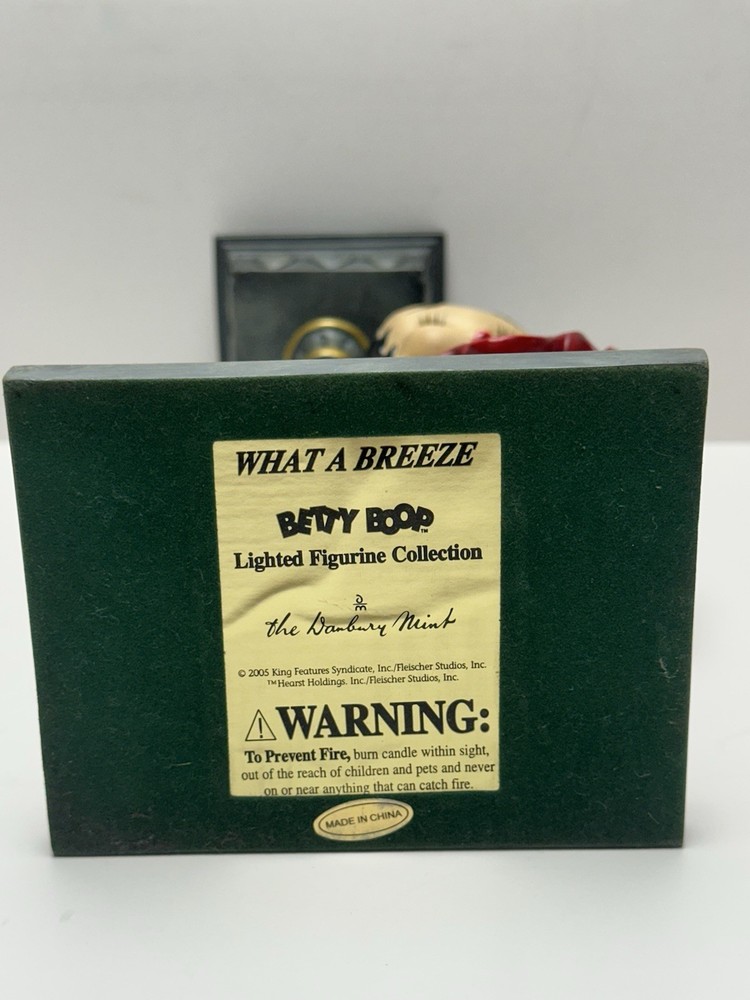 WHAT A BREEZE
BETTY BOOP™
Lighted Figurine Collection
dm
the Danbury Mint
© 2005 King Features Syndicate, Inc./Fleischer Studios, Inc.
™Hearst Holdings. Inc./Fleischer Studios, Inc.
⚠WARNING:
To Prevent Fire, burn candle within sight,
out of the reach of children and pets and never
on or near anything that can catch fire.
MADE IN CHINA